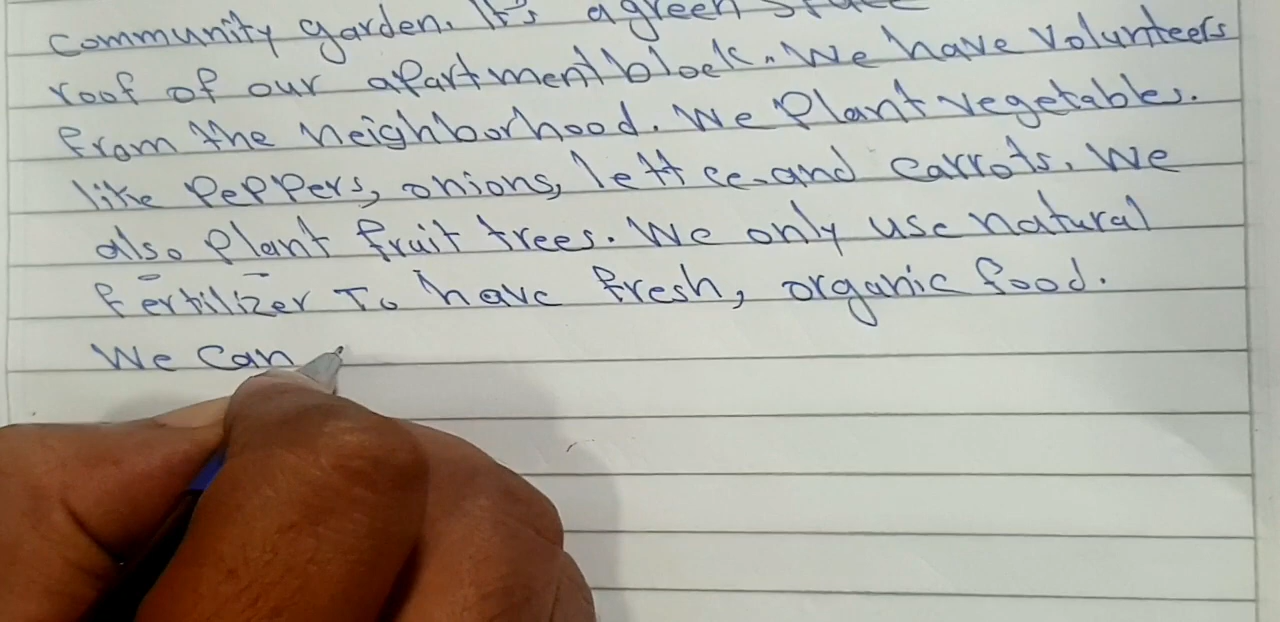 community garden. It's a green space
roof of our apartment block. We have volunteers
from the neighborhood. We plant vegetables.
like peppers, onions, lettce and carrots. We
also plant fruit trees. We only use natural
fertilizer To have fresh, organic food.
We can